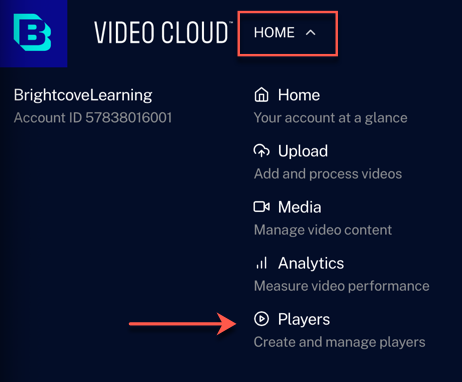 B
VIDEO CLOUD™ HOME
BrightcoveLearning
Account ID 57838016001
Home
Your account at a glance
Upload
Add and process videos
Media
Manage video content
Analytics
Measure video performance
Players
Create and manage players